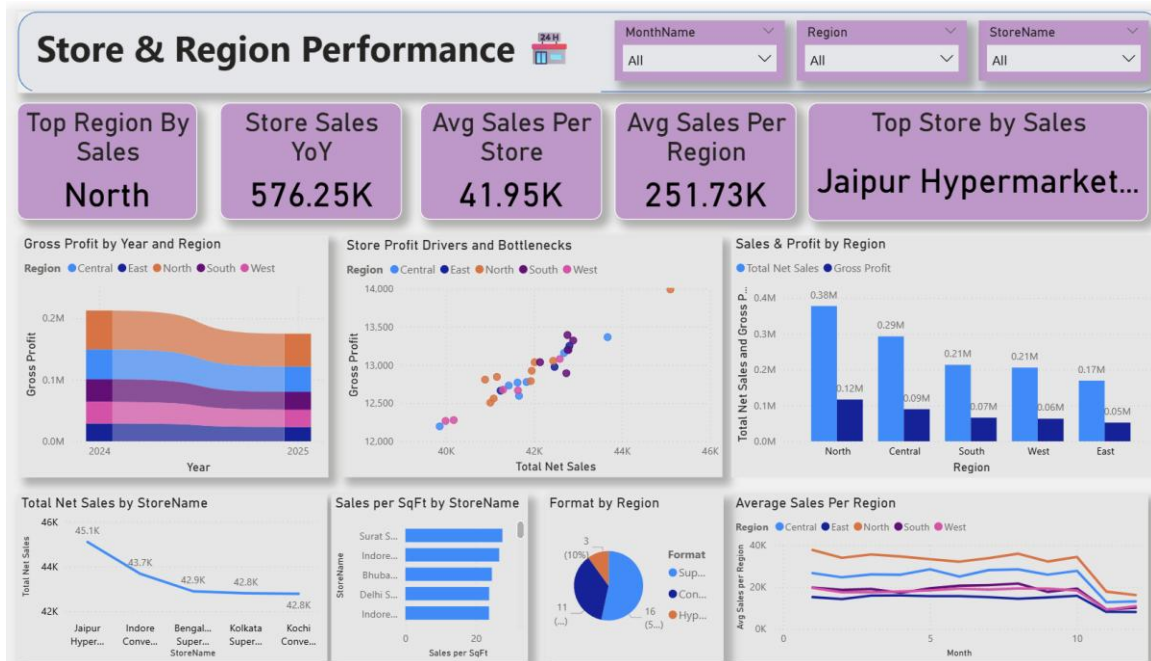 Store & Region Performance
24 H
MonthName
All
Region
All
StoreName
All
Top Region By
Sales
North
Store Sales
YoY
576.25K
Avg Sales Per
Store
41.95K
Avg Sales Per
Region
251.73K
Top Store by Sales
Jaipur Hypermarket...
Gross Profit by Year and Region
Region Central East North South West
0.2M
0.1M
0.0M
Gross Profit
2024
2025
Year
Store Profit Drivers and Bottlenecks
Region Central East North South West
14,000
13,500
13,000
12,500
12,000
Gross Profit
40K
42K
44K
46K
Total Net Sales
Sales & Profit by Region
Total Net Sales Gross Profit
0.4M
0.3M
0.2M
0.1M
0.0M
Total Net Sales and Gross P...
0.38M
0.12M
0.29M
0.09M
0.21M
0.07M
0.21M
0.06M
0.17M
0.05M
North
Central
South
West
East
Region
Total Net Sales by StoreName
46K
44K
42K
Total Net Sales
45.1K
43.7K
42.9K
42.8K
42.8K
Jaipur Indore Bengal... Kolkata Kochi
Hyper... Conve... Super... Super... Conve...
StoreName
Sales per SqFt by StoreName
StoreName
Surat S...
Indore...
Bhuba...
Delhi S...
Indore...
0
20
Sales per SqFt
Format by Region
3
(10%)
11
(...)
16
(5...)
Format
Sup...
Con...
Hyp...
Average Sales Per Region
Region Central East North South West
40K
20K
0K
Avg Sales per Region
0
5
10
Month